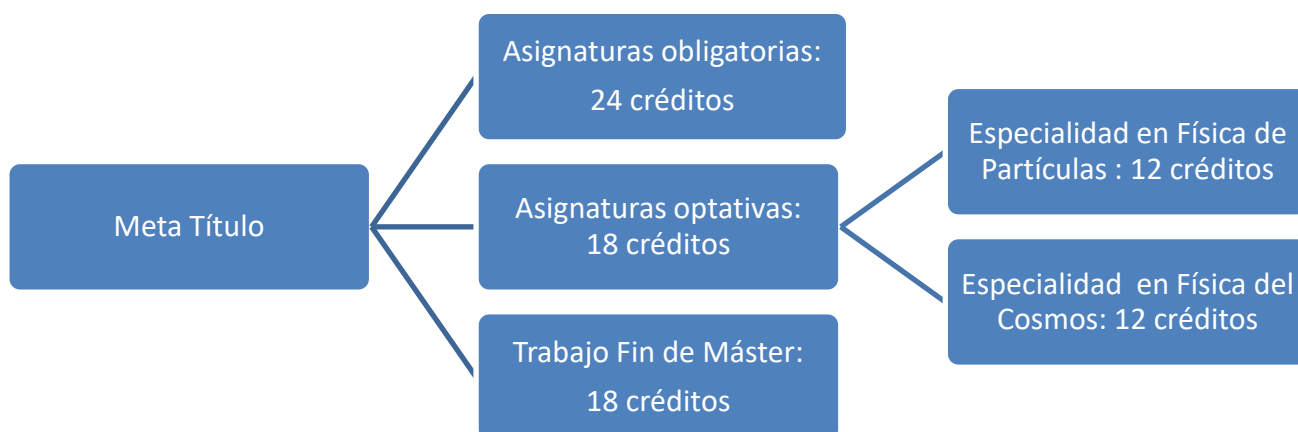 Meta Título
Asignaturas obligatorias:
24 créditos
Asignaturas optativas:
18 créditos
Trabajo Fin de Máster:
18 créditos
Especialidad en Física de
Partículas : 12 créditos
Especialidad en Física del
Cosmos: 12 créditos